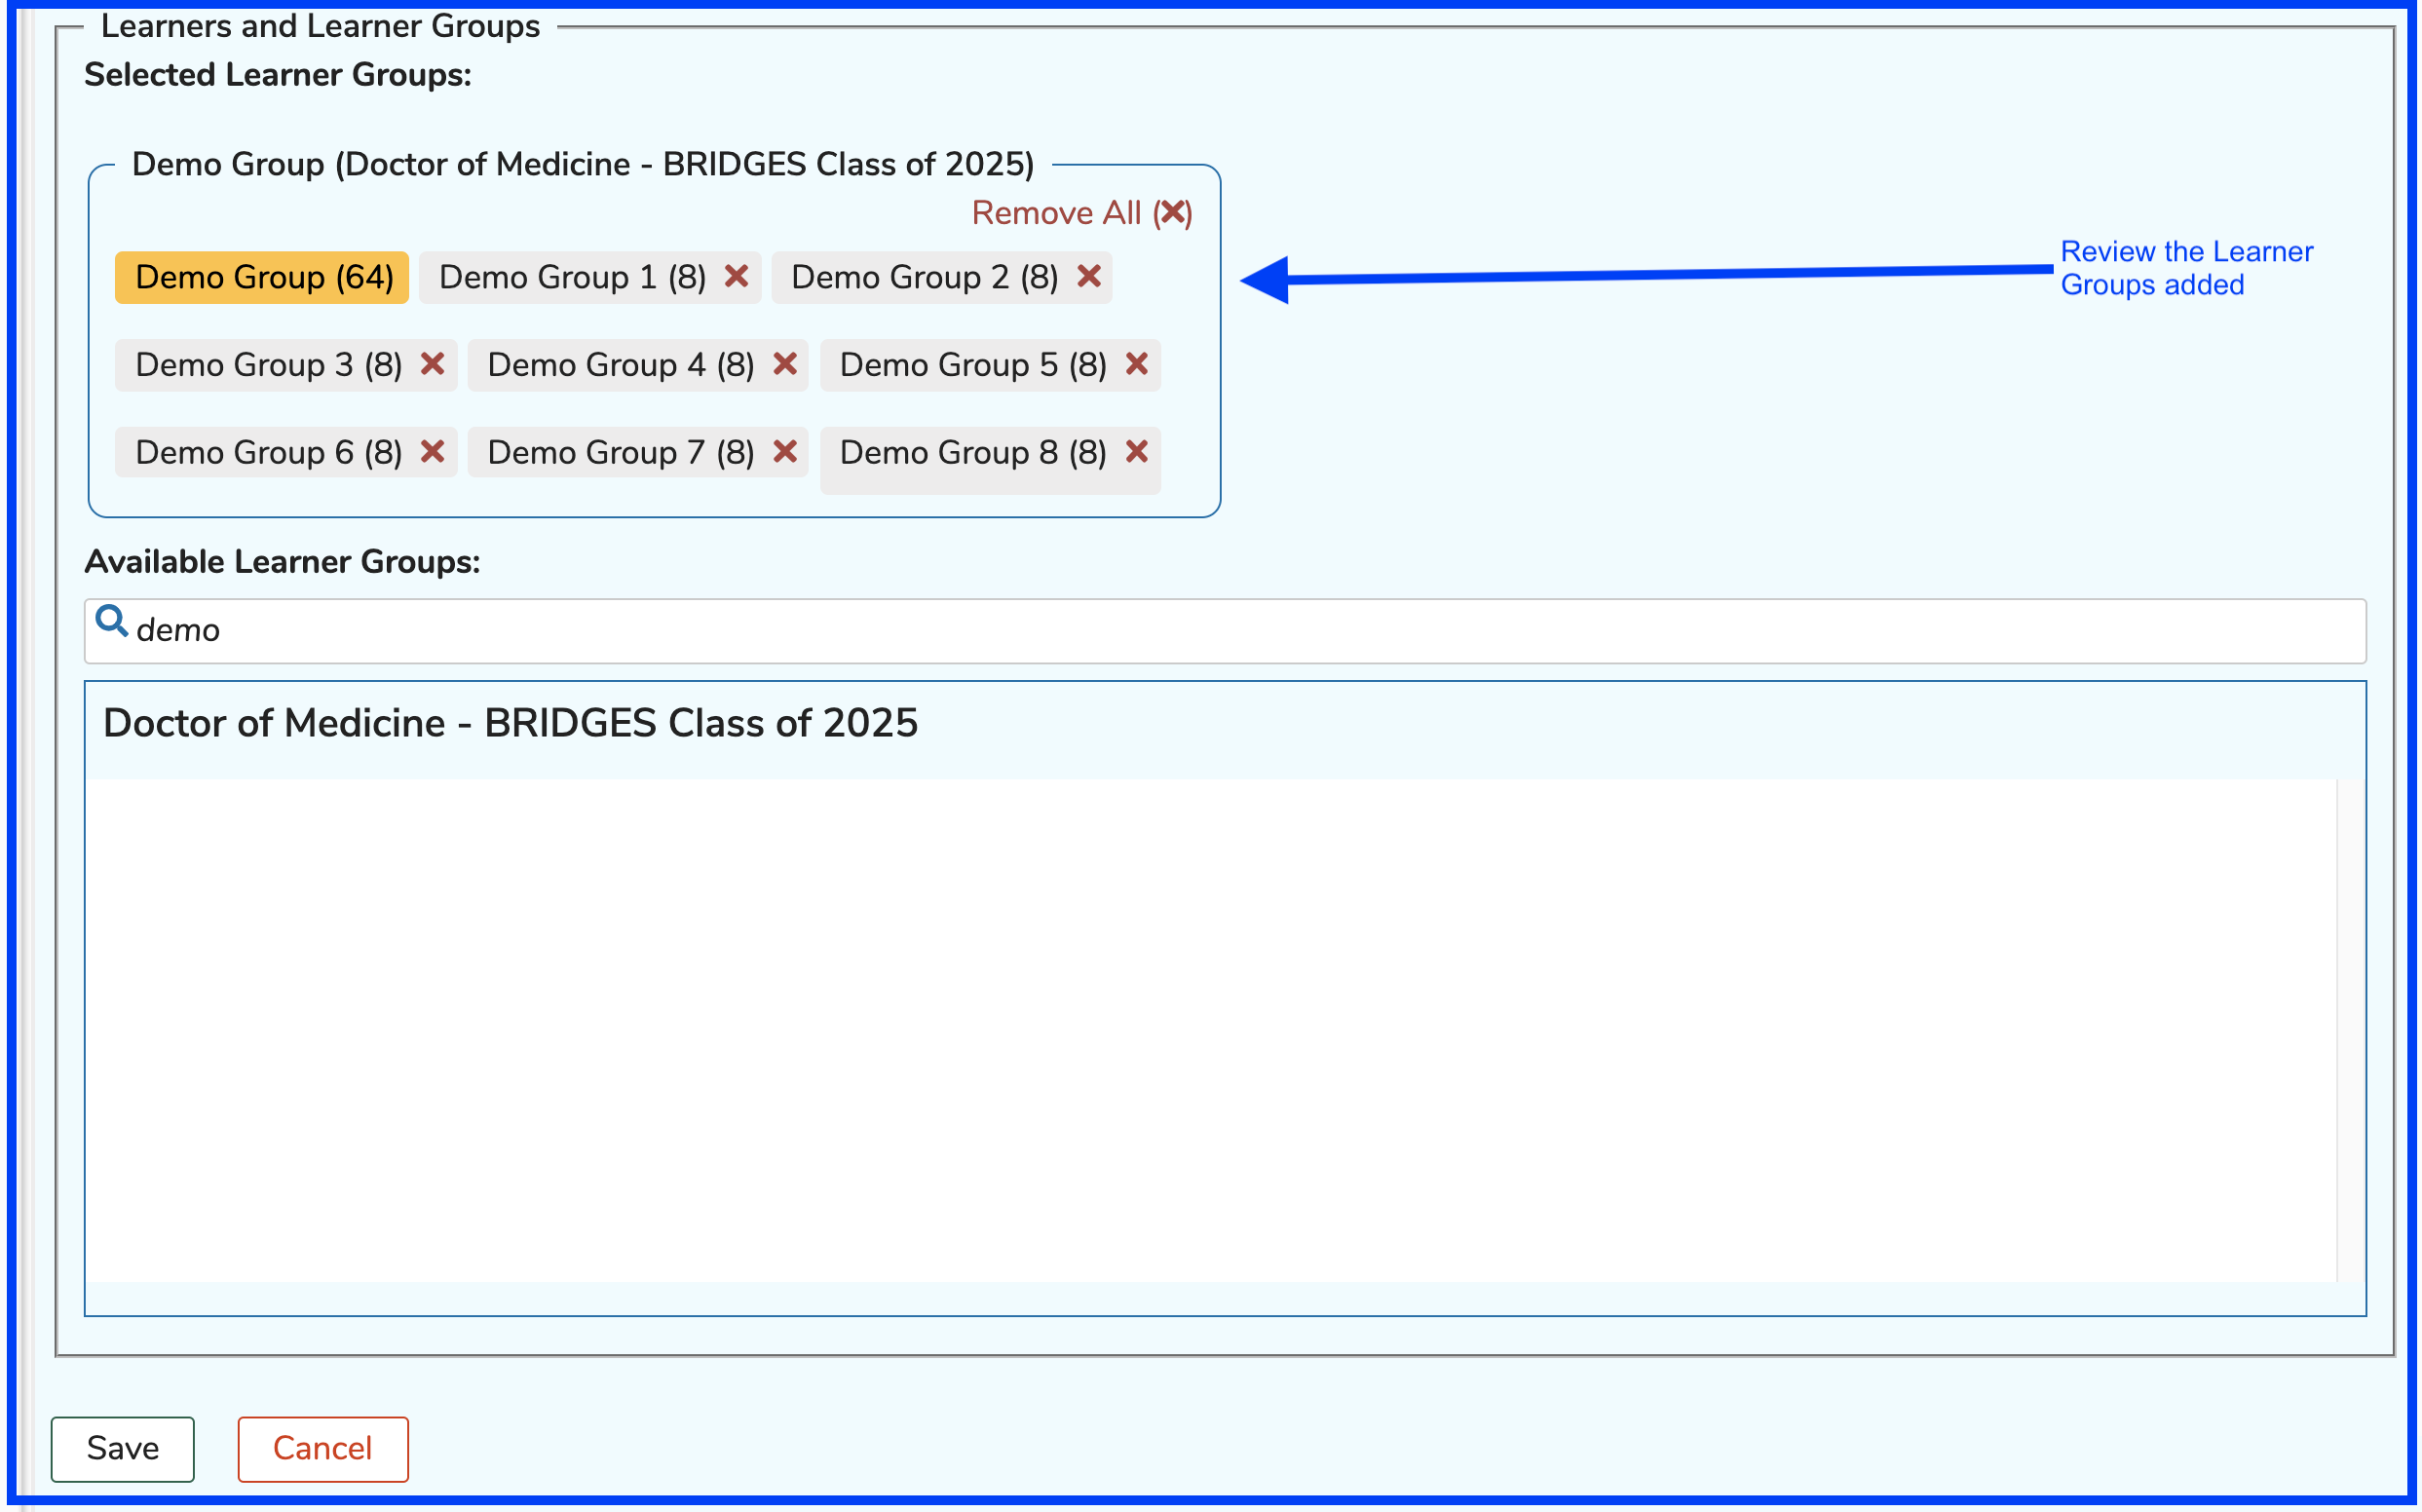 Learners and Learner Groups
Selected Learner Groups:
Demo Group (Doctor of Medicine - BRIDGES Class of 2025)
Remove All (✖)
Demo Group (64) Demo Group 1 (8) ✖ Demo Group 2 (8) ✖
Review the Learner
Groups added
Demo Group 3 (8) ✖ Demo Group 4 (8) ✖ Demo Group 5 (8) ✖
Demo Group 6 (8) ✖ Demo Group 7 (8) ✖ Demo Group 8 (8) ✖
Available Learner Groups:
demo
Doctor of Medicine - BRIDGES Class of 2025
Save Cancel